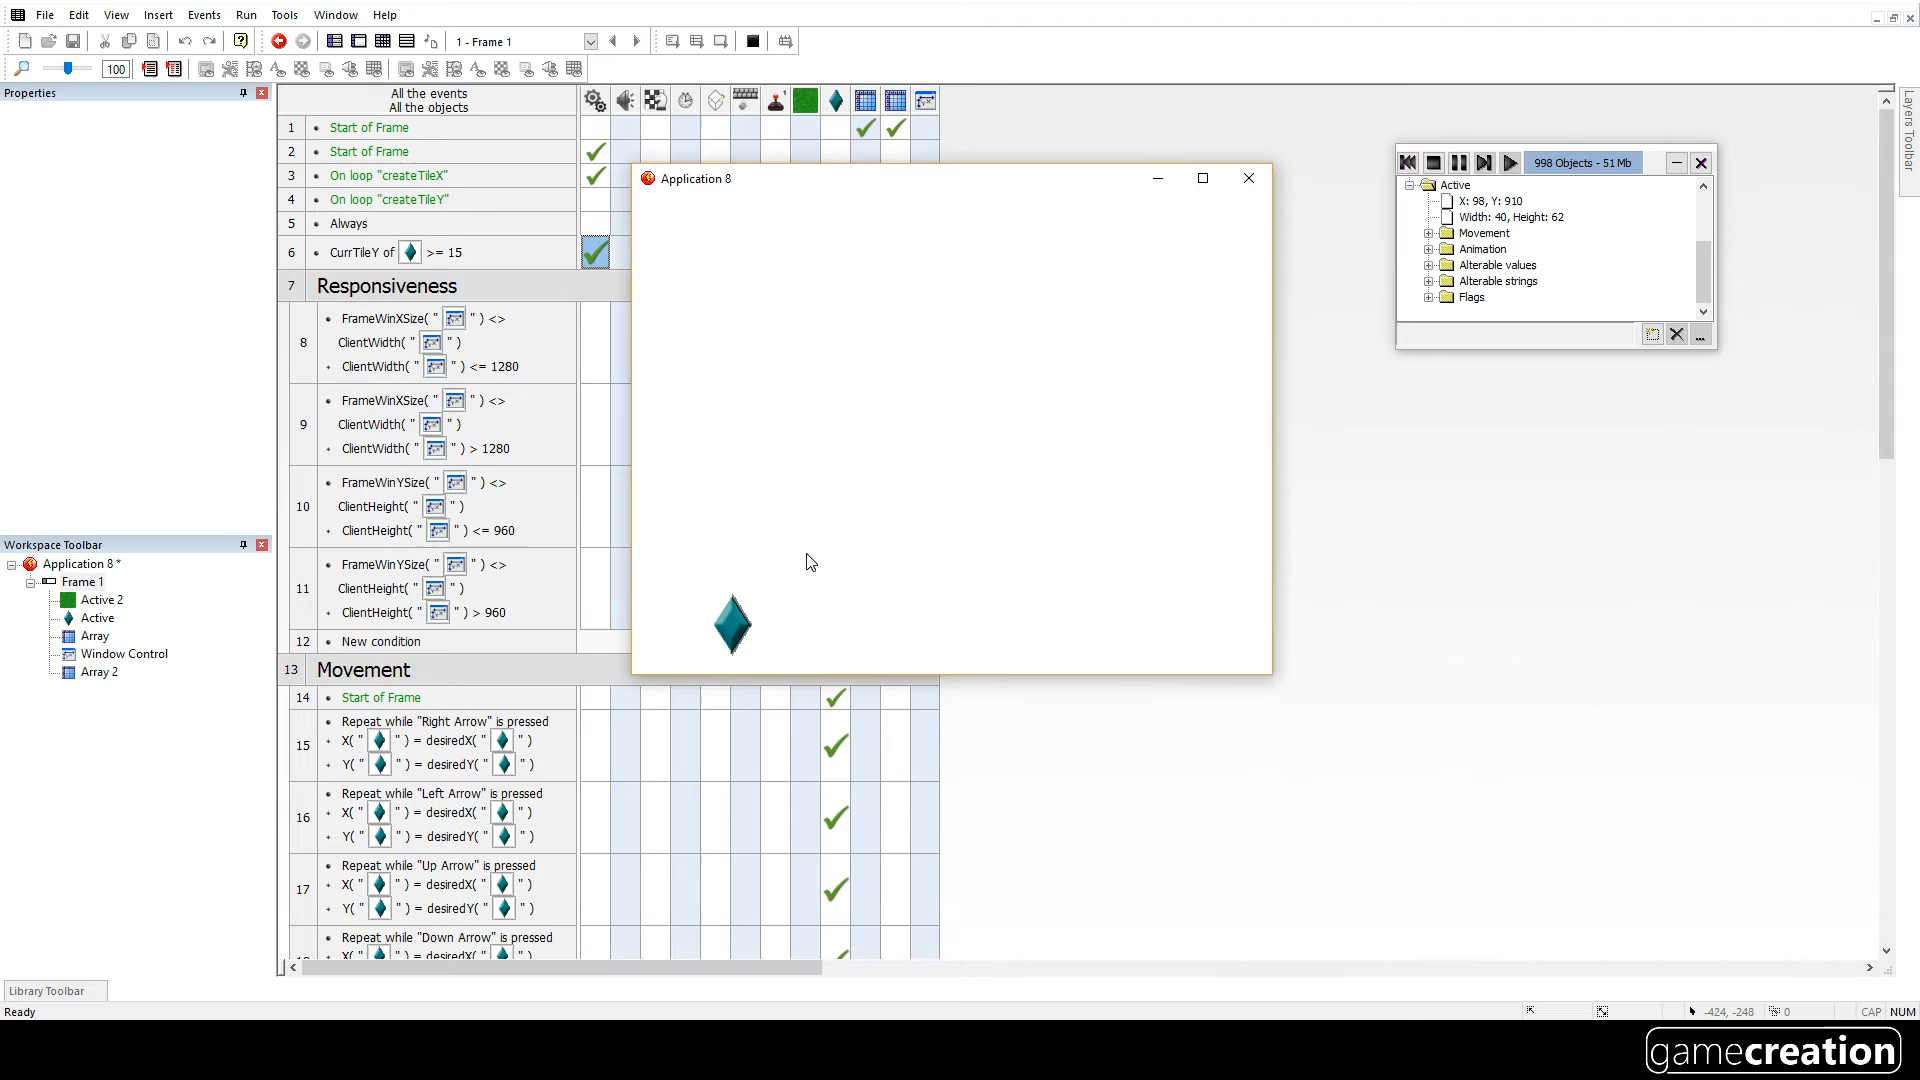 File Edit View Insert Events Run Tools Window Help
1 - Frame 1
100
Properties
All the events
All the objects
1 Start of Frame
2 Start of Frame
3 On loop "createTileX"
4 On loop "createTileY"
5 Always
6 CurrTileY of >= 15
7 Responsiveness
8 FrameWinXSize( " " ) <>
ClientWidth( " " )
ClientWidth( " " ) <= 1280
9 FrameWinXSize( " " ) <>
ClientWidth( " " )
ClientWidth( " " ) > 1280
10 FrameWinYSize( " " ) <>
ClientHeight( " " )
ClientHeight( " " ) <= 960
11 FrameWinYSize( " " ) <>
ClientHeight( " " )
ClientHeight( " " ) > 960
12 New condition
13 Movement
14 Start of Frame
15 Repeat while "Right Arrow" is pressed
X( " " ) = desiredX( " " )
Y( " " ) = desiredY( " " )
16 Repeat while "Left Arrow" is pressed
X( " " ) = desiredX( " " )
Y( " " ) = desiredY( " " )
17 Repeat while "Up Arrow" is pressed
X( " " ) = desiredX( " " )
Y( " " ) = desiredY( " " )
Repeat while "Down Arrow" is pressed
X( " " ) = desiredX( " " )
Application 8
998 Objects - 51 Mb
Active
X: 98, Y: 910
Width: 40, Height: 62
Movement
Animation
Alterable values
Alterable strings
Flags
...
Layers Toolbar
Workspace Toolbar
Application 8 *
Frame 1
Active 2
Active
Array
Window Control
Array 2
Library Toolbar
Ready
-424, -248
0
CAP NUM
gamecreation